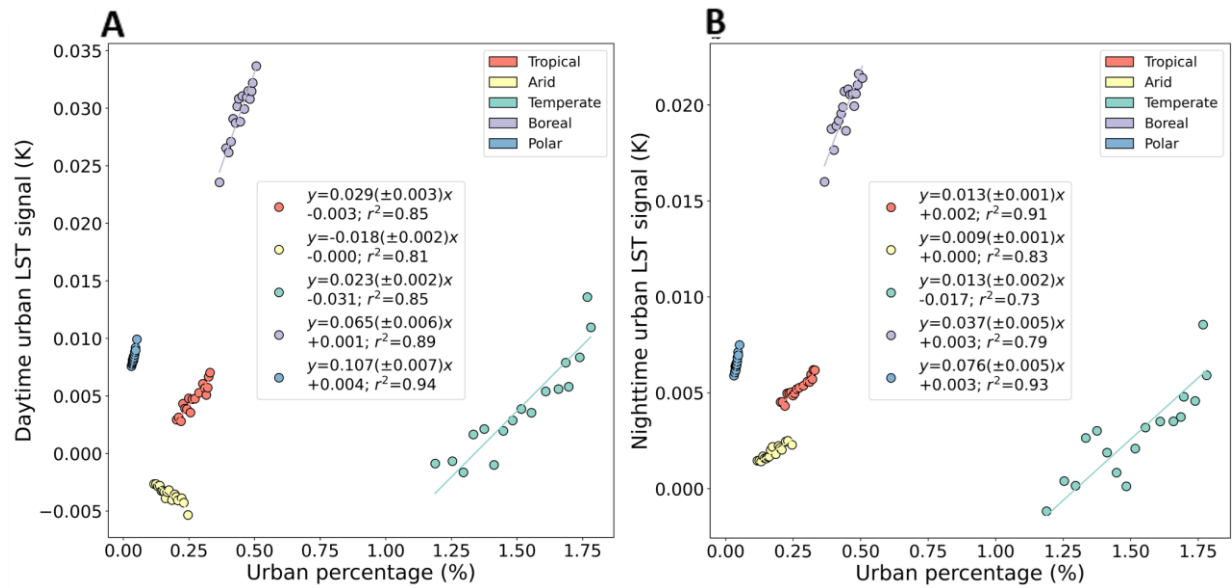 A
Daytime urban LST signal (K)
0.035
0.030
0.025
0.020
0.015
0.010
0.005
0.000
−0.005
Tropical
Arid
Temperate
Boreal
Polar
y=0.029(±0.003)x
-0.003; r²=0.85
y=-0.018(±0.002)x
-0.000; r²=0.81
y=0.023(±0.002)x
-0.031; r²=0.85
y=0.065(±0.006)x
+0.001; r²=0.89
y=0.107(±0.007)x
+0.004; r²=0.94
0.00 0.25 0.50 0.75 1.00 1.25 1.50 1.75
Urban percentage (%)
B
Nighttime urban LST signal (K)
0.020
0.015
0.010
0.005
0.000
Tropical
Arid
Temperate
Boreal
Polar
y=0.013(±0.001)x
+0.002; r²=0.91
y=0.009(±0.001)x
+0.000; r²=0.83
y=0.013(±0.002)x
-0.017; r²=0.73
y=0.037(±0.005)x
+0.003; r²=0.79
y=0.076(±0.005)x
+0.003; r²=0.93
0.00 0.25 0.50 0.75 1.00 1.25 1.50 1.75
Urban percentage (%)